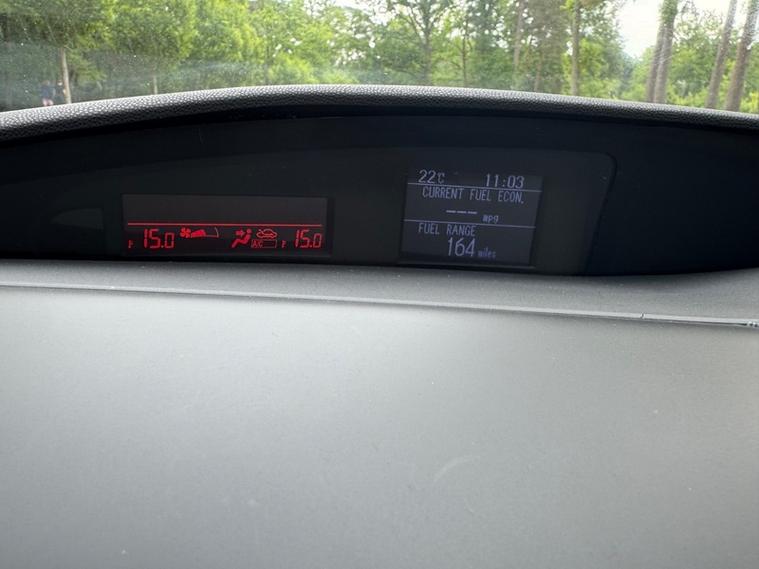 15.0 A/C 15.0
22℃ 11:03
CURRENT FUEL ECON.
--- mpg
FUEL RANGE
164 miles